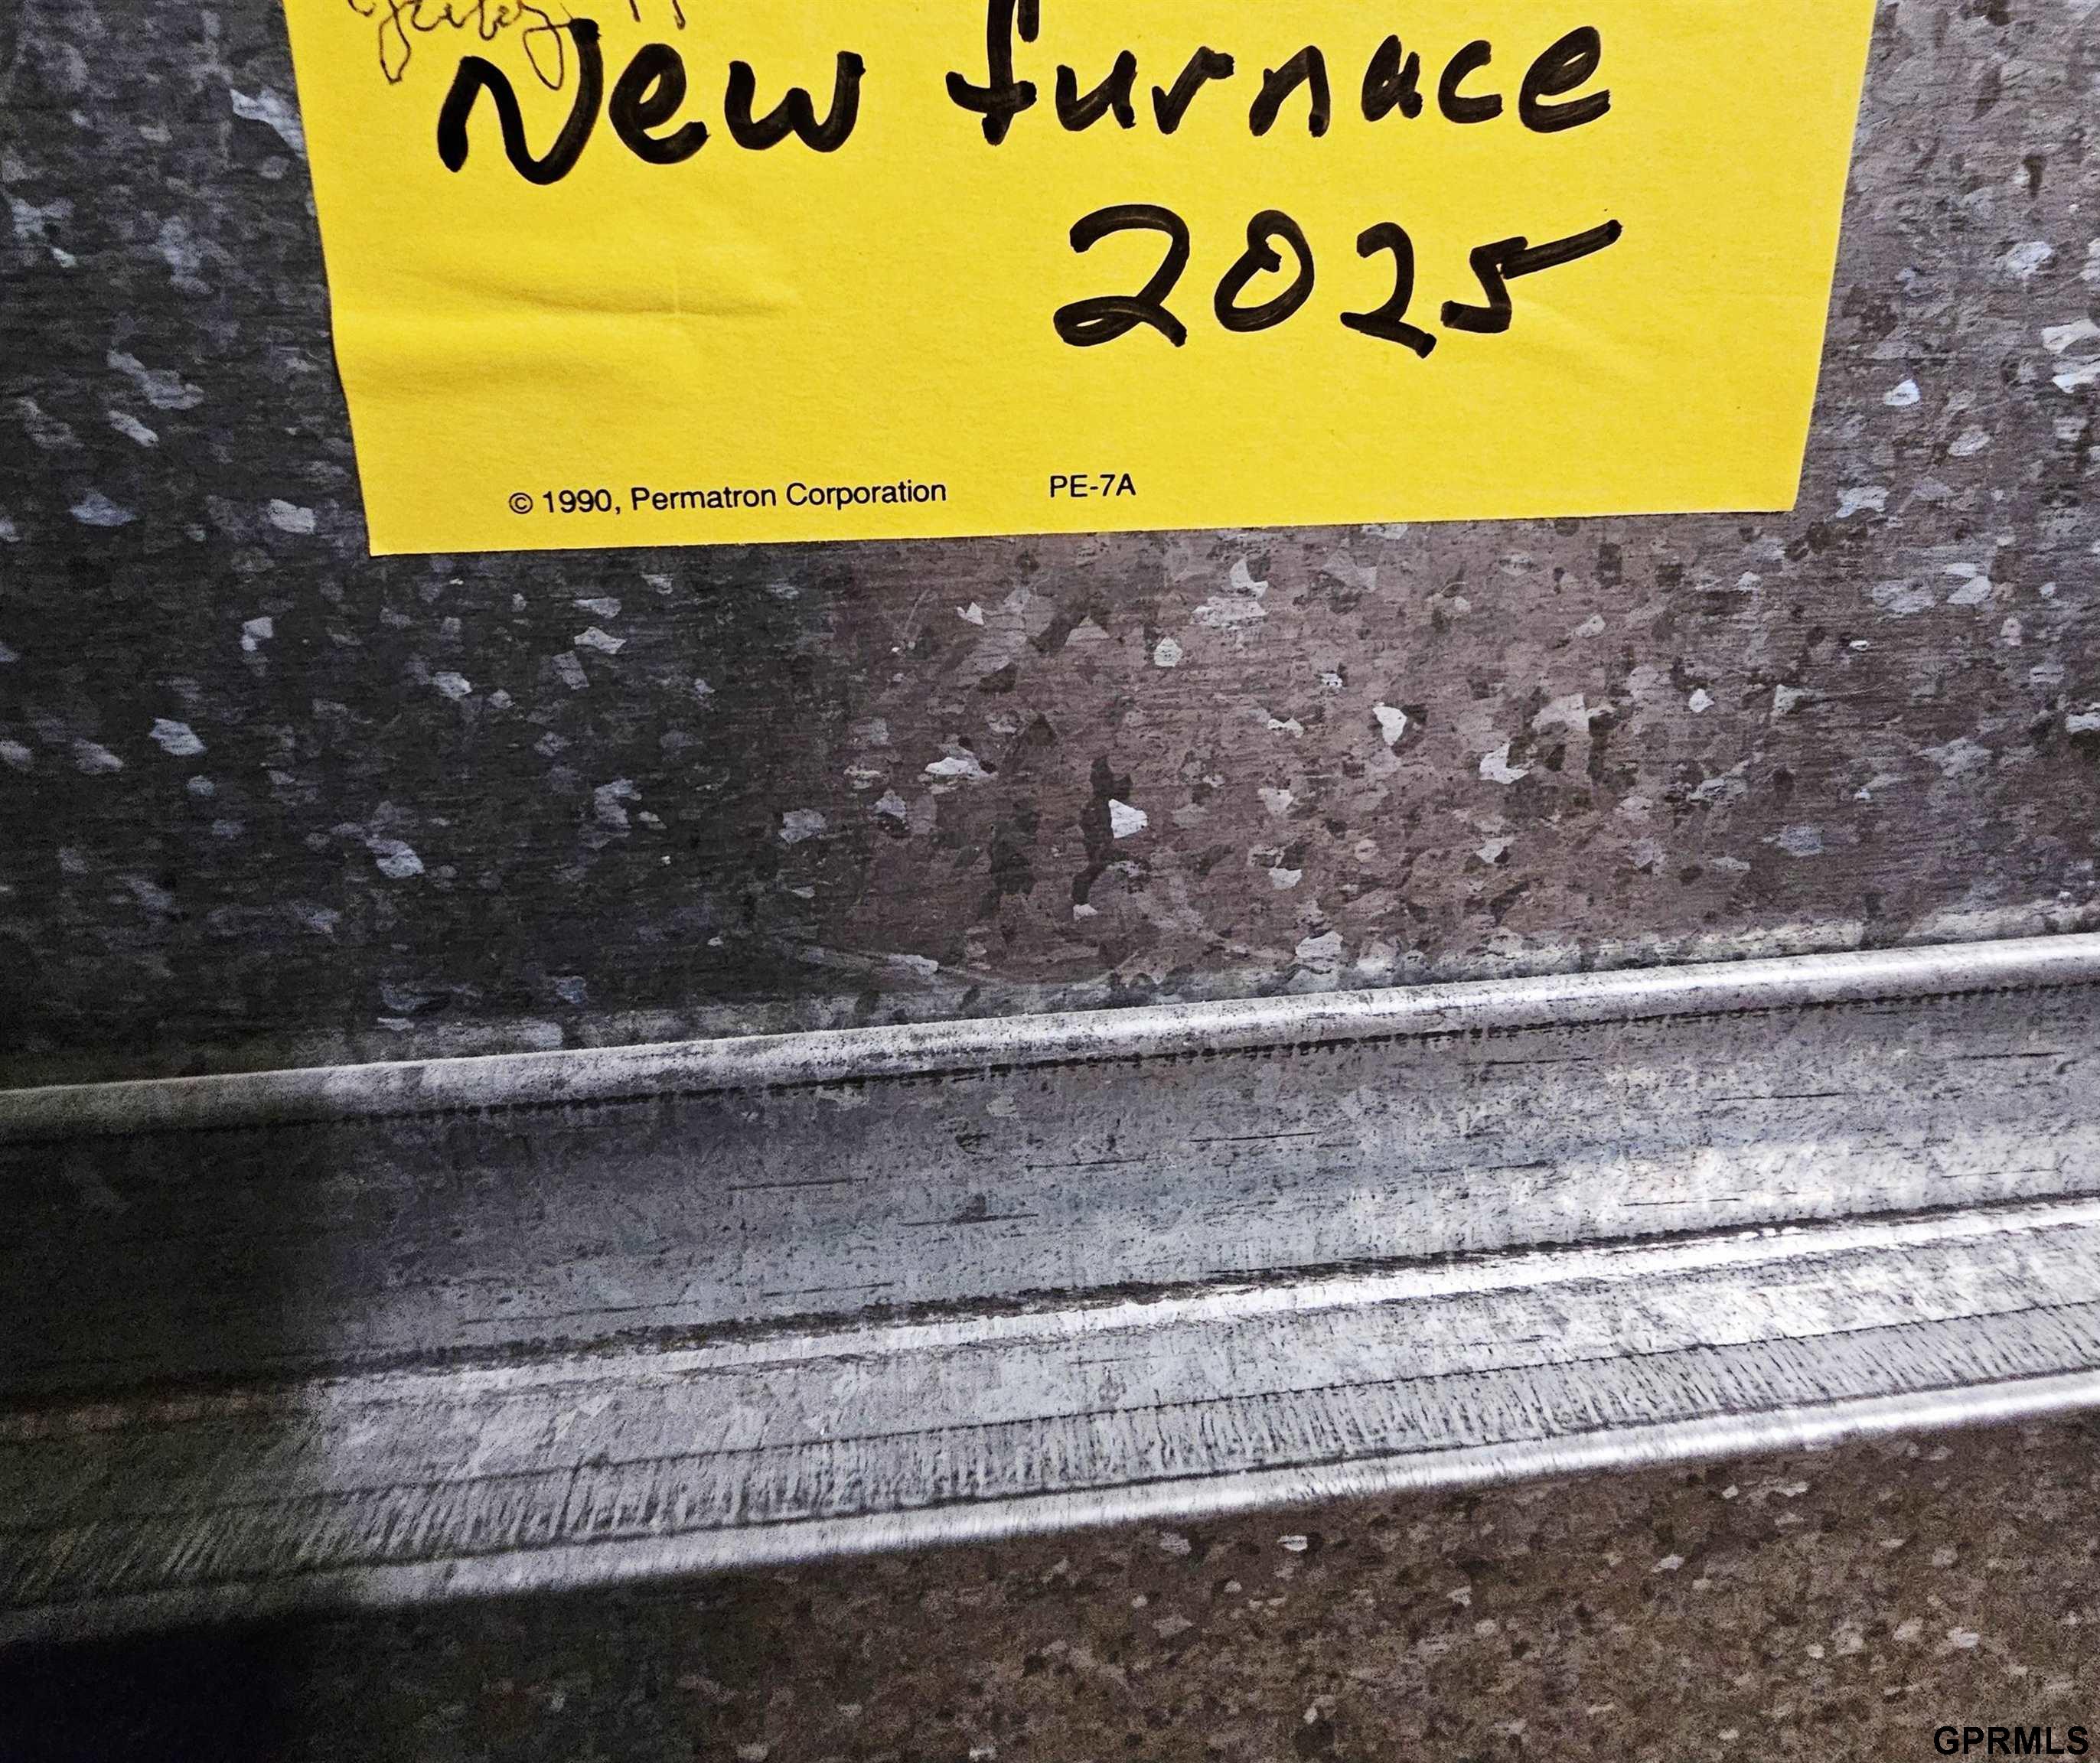 New furnace
2025
© 1990, Permatron Corporation PE-7A
GPRMLS